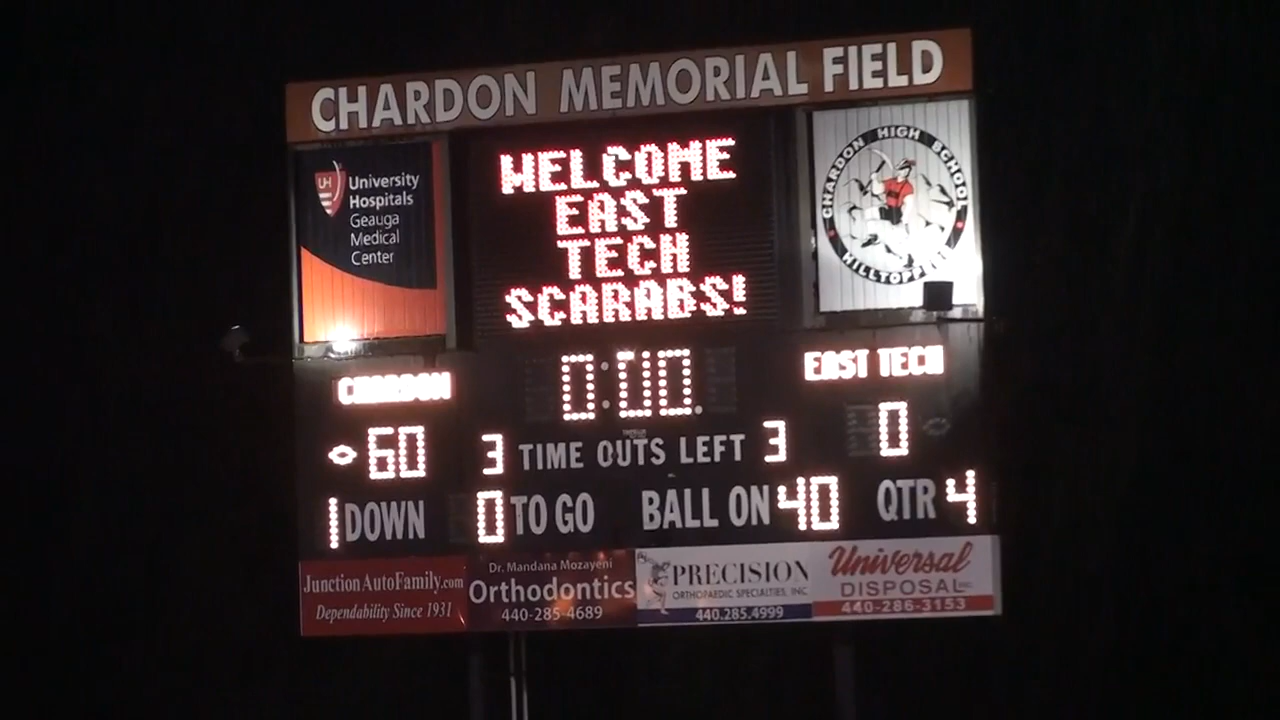 CHARDON MEMORIAL FIELD
UH University
Hospitals
Geauga
Medical
Center
WELCOME
EAST
TECH
SCARABS!
CHARDON HIGH SCHOOL
HILLTOPPERS
CHARDON
0:00
EAST TECH
60
3 TIME OUTS LEFT 3
0
1 DOWN 0 TO GO BALL ON 40 QTR 4
JunctionAutoFamily.com
Dependability Since 1931
Dr. Mandana Mozayeni
Orthodontics
440-285-4689
PRECISION
ORTHOPAEDIC SPECIALTIES, INC
440.285.4999
Universal
DISPOSAL INC.
440-286-3153